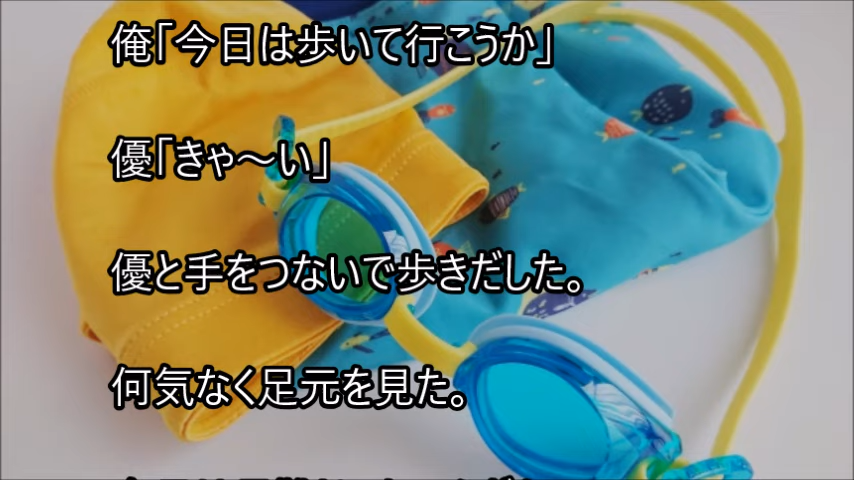 俺「今日は歩いて行こうか」
優「きゃ～い」
優と手をつないで歩きだした。
何気なく足元を見た。